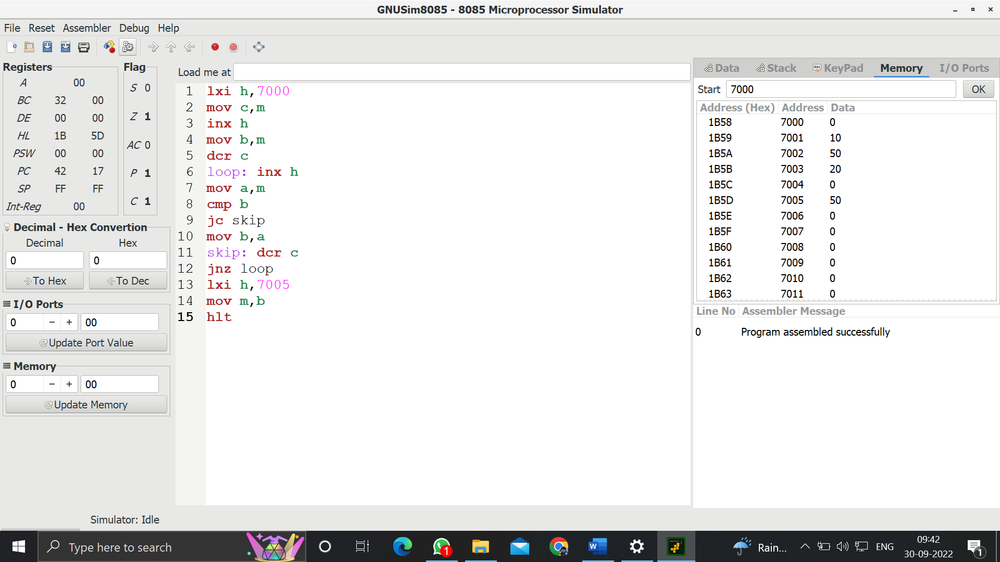 GNUSim8085 - 8085 Microprocessor Simulator
File Reset Assembler Debug Help
Registers
A 00
BC 32 00
DE 00 00
HL 1B 5D
PSW 00 00
PC 42 17
SP FF FF
Int-Reg 00
Flag
S 0
Z 1
AC 0
P 1
C 1
Decimal - Hex Convertion
Decimal Hex
0 0
To Hex To Dec
I/O Ports
0 − + 00
Update Port Value
Memory
0 − + 00
Update Memory
Load me at
1 lxi h,7000
2 mov c,m
3 inx h
4 mov b,m
5 dcr c
6 loop: inx h
7 mov a,m
8 cmp b
9 jc skip
10 mov b,a
11 skip: dcr c
12 jnz loop
13 lxi h,7005
14 mov m,b
15 hlt
Data Stack Abc KeyPad Memory I/O Ports
Start 7000 OK
Address (Hex) Address Data
1B58 7000 0
1B59 7001 10
1B5A 7002 50
1B5B 7003 20
1B5C 7004 0
1B5D 7005 50
1B5E 7006 0
1B5F 7007 0
1B60 7008 0
1B61 7009 0
1B62 7010 0
1B63 7011 0
Line No Assembler Message
0 Program assembled successfully
Simulator: Idle
Type here to search
1
W
Rain...
ENG
09:42
30-09-2022
1